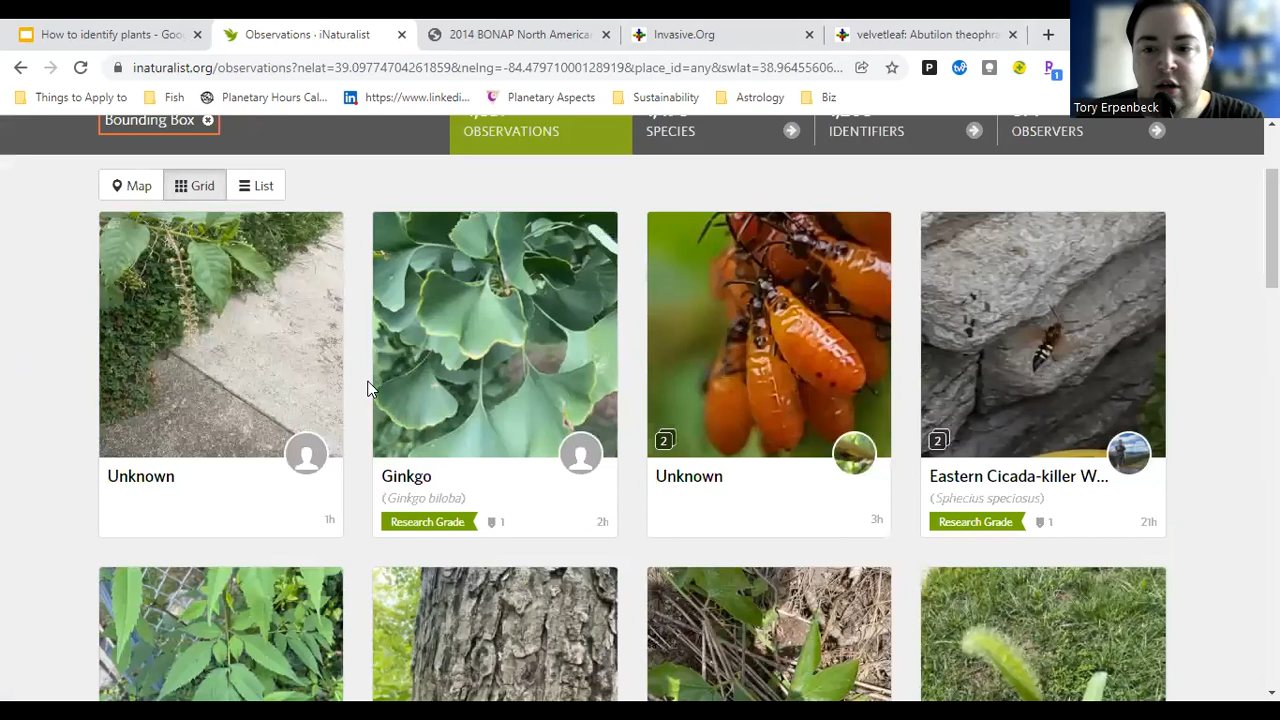 How to identify plants - Goog
Observations · iNaturalist
2014 BONAP North America
Invasive.Org
velvetleaf: Abutilon theophra
inaturalist.org/observations?nelat=39.09774704261859&nelng=-84.47971000128919&place_id=any&swlat=38.96455606...
Things to Apply to
Fish
Planetary Hours Cal...
https://www.linkedi...
Planetary Aspects
Sustainability
Astrology
Biz
Tory Erpenbeck
Bounding Box
OBSERVATIONS
SPECIES
IDENTIFIERS
OBSERVERS
Map
Grid
List
2
2
Unknown
1h
Ginkgo
(Ginkgo biloba)
Research Grade
1
2h
Unknown
3h
Eastern Cicada-killer W...
(Sphecius speciosus)
Research Grade
1
21h